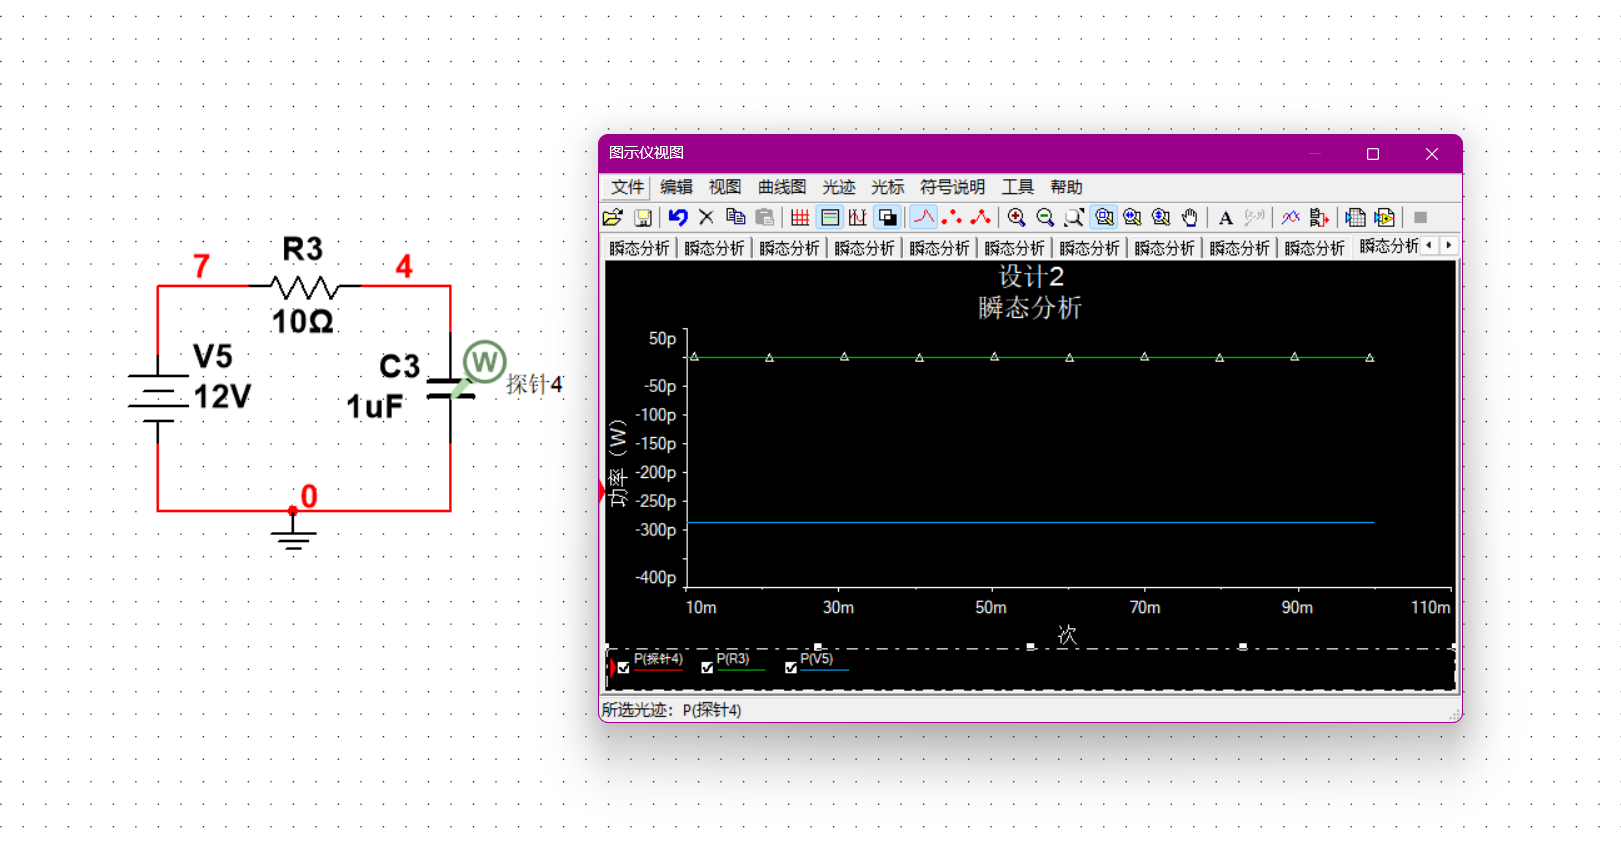 R3
7
4
10Ω
V5
12V
C3
1uF
W
探针4
0
图示仪视图
文件 编辑 视图 曲线图 光迹 光标 符号说明 工具 帮助
A (x,y)
瞬态分析 瞬态分析 瞬态分析 瞬态分析 瞬态分析 瞬态分析 瞬态分析 瞬态分析 瞬态分析 瞬态分析 瞬态分析
设计2
瞬态分析
功率（W）
50p
-50p
-100p
-150p
-200p
-250p
-300p
-400p
10m 30m 50m 70m 90m 110m
次
P(探针4) P(R3) P(V5)
所选光迹: P(探针4)